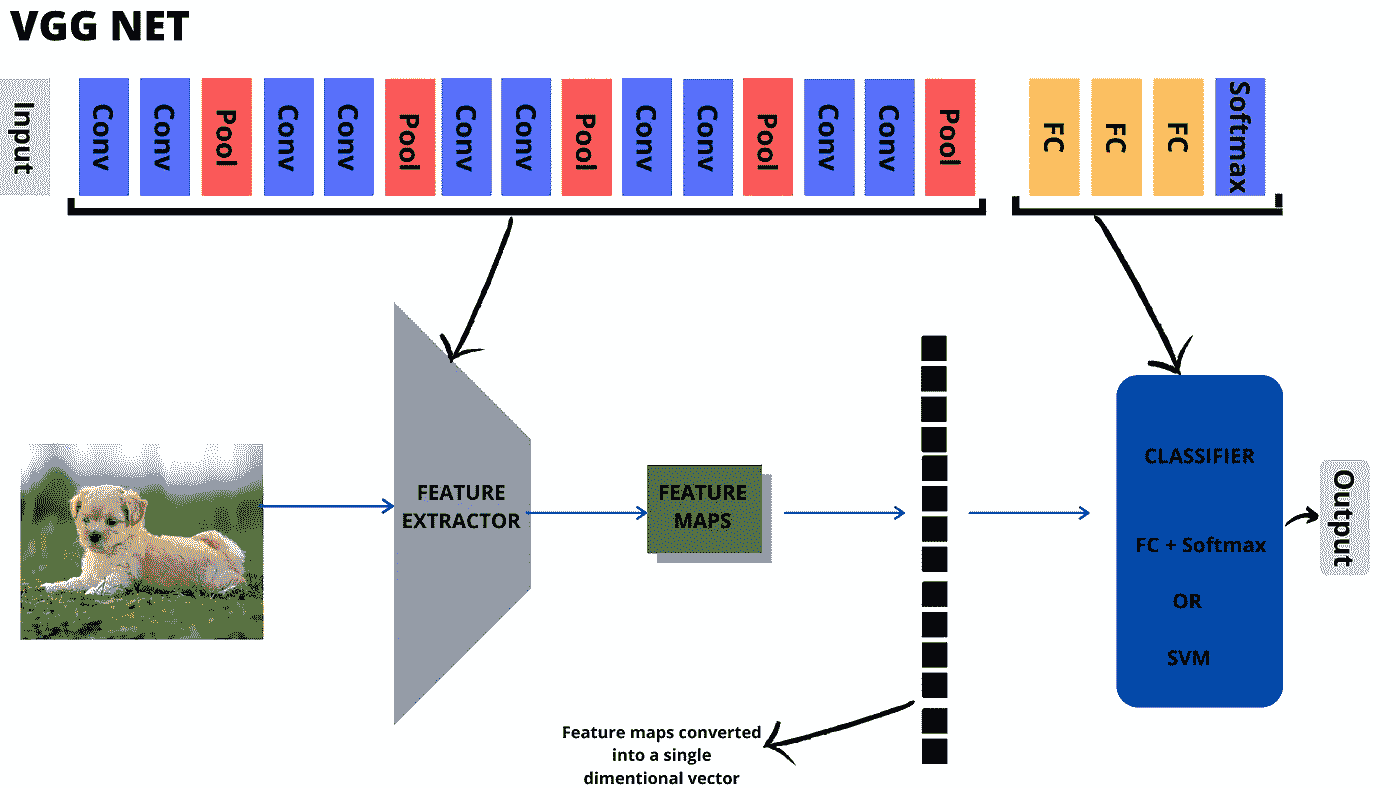 VGG NET
Input
Conv
Conv
Pool
Conv
Conv
Pool
Conv
Conv
Pool
Conv
Conv
Pool
Conv
Conv
Pool
FC
FC
FC
Softmax
FEATURE
EXTRACTOR
FEATURE
MAPS
CLASSIFIER
FC + Softmax
OR
SVM
Output
Feature maps converted
into a single
dimentional vector